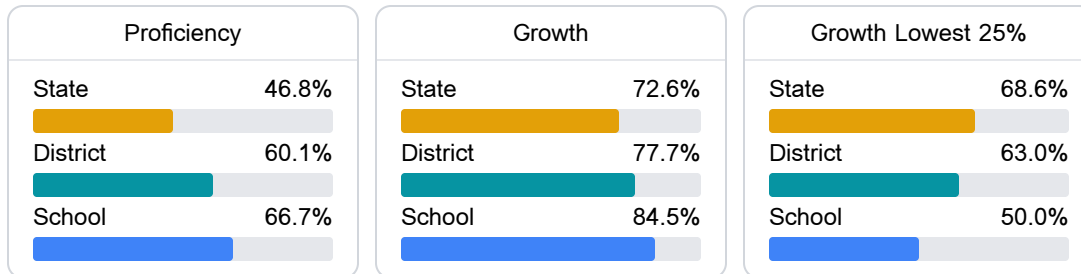 Proficiency
State 46.8%
District 60.1%
School 66.7%
Growth
State 72.6%
District 77.7%
School 84.5%
Growth Lowest 25%
State 68.6%
District 63.0%
School 50.0%